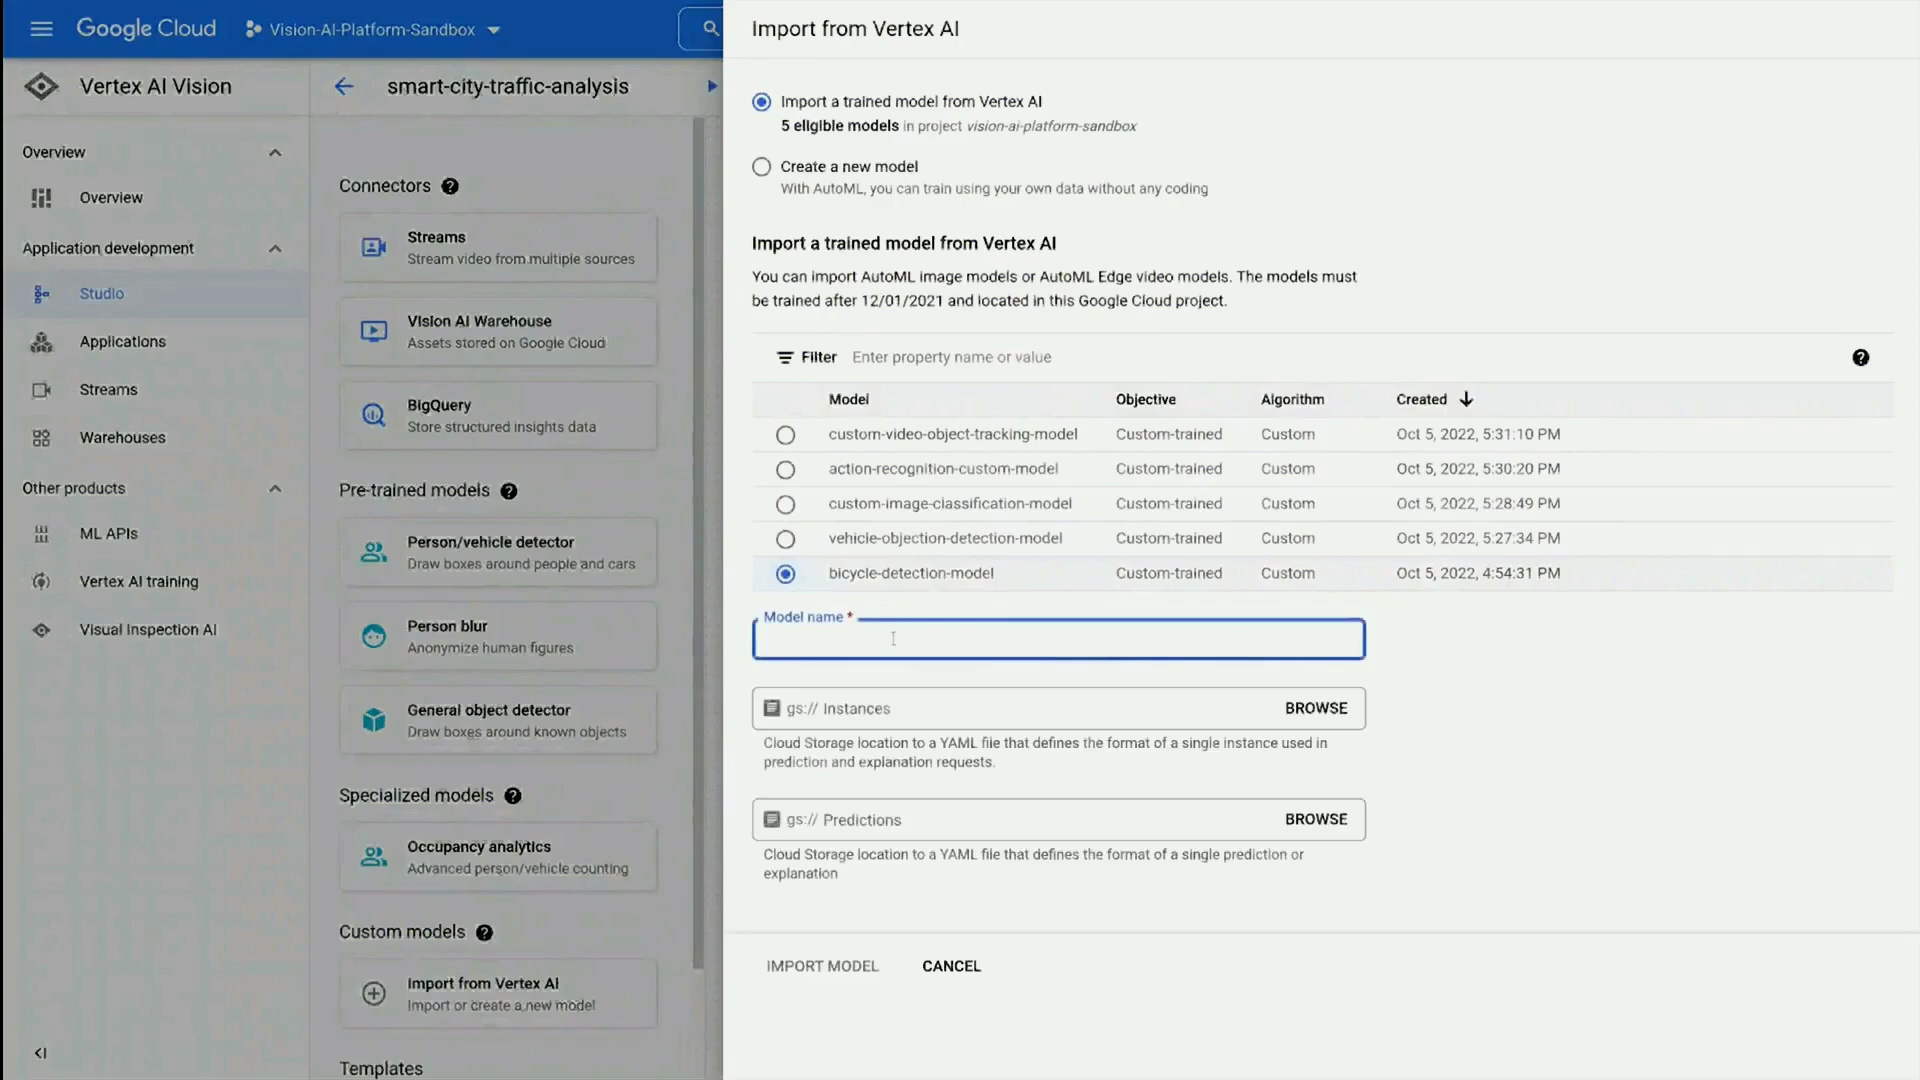 Google Cloud
Vision-AI-Platform-Sandbox
Vertex AI Vision
Overview
Overview
Application development
Studio
Applications
Streams
Warehouses
Other products
ML APIs
Vertex AI training
Visual Inspection AI
smart-city-traffic-analysis
Connectors
Streams
Stream video from multiple sources
Vision AI Warehouse
Assets stored on Google Cloud
BigQuery
Store structured insights data
Pre-trained models
Person/vehicle detector
Draw boxes around people and cars
Person blur
Anonymize human figures
General object detector
Draw boxes around known objects
Specialized models
Occupancy analytics
Advanced person/vehicle counting
Custom models
Import from Vertex AI
Import or create a new model
Templates
Import from Vertex AI
Import a trained model from Vertex AI
5 eligible models in project vision-ai-platform-sandbox
Create a new model
With AutoML, you can train using your own data without any coding
Import a trained model from Vertex AI
You can import AutoML image models or AutoML Edge video models. The models must
be trained after 12/01/2021 and located in this Google Cloud project.
Filter Enter property name or value
Model Objective Algorithm Created
custom-video-object-tracking-model Custom-trained Custom Oct 5, 2022, 5:31:10 PM
action-recognition-custom-model Custom-trained Custom Oct 5, 2022, 5:30:20 PM
custom-image-classification-model Custom-trained Custom Oct 5, 2022, 5:28:49 PM
vehicle-objection-detection-model Custom-trained Custom Oct 5, 2022, 5:27:34 PM
bicycle-detection-model Custom-trained Custom Oct 5, 2022, 4:54:31 PM
Model name *
gs:// Instances BROWSE
Cloud Storage location to a YAML file that defines the format of a single instance used in
prediction and explanation requests.
gs:// Predictions BROWSE
Cloud Storage location to a YAML file that defines the format of a single prediction or
explanation
IMPORT MODEL CANCEL